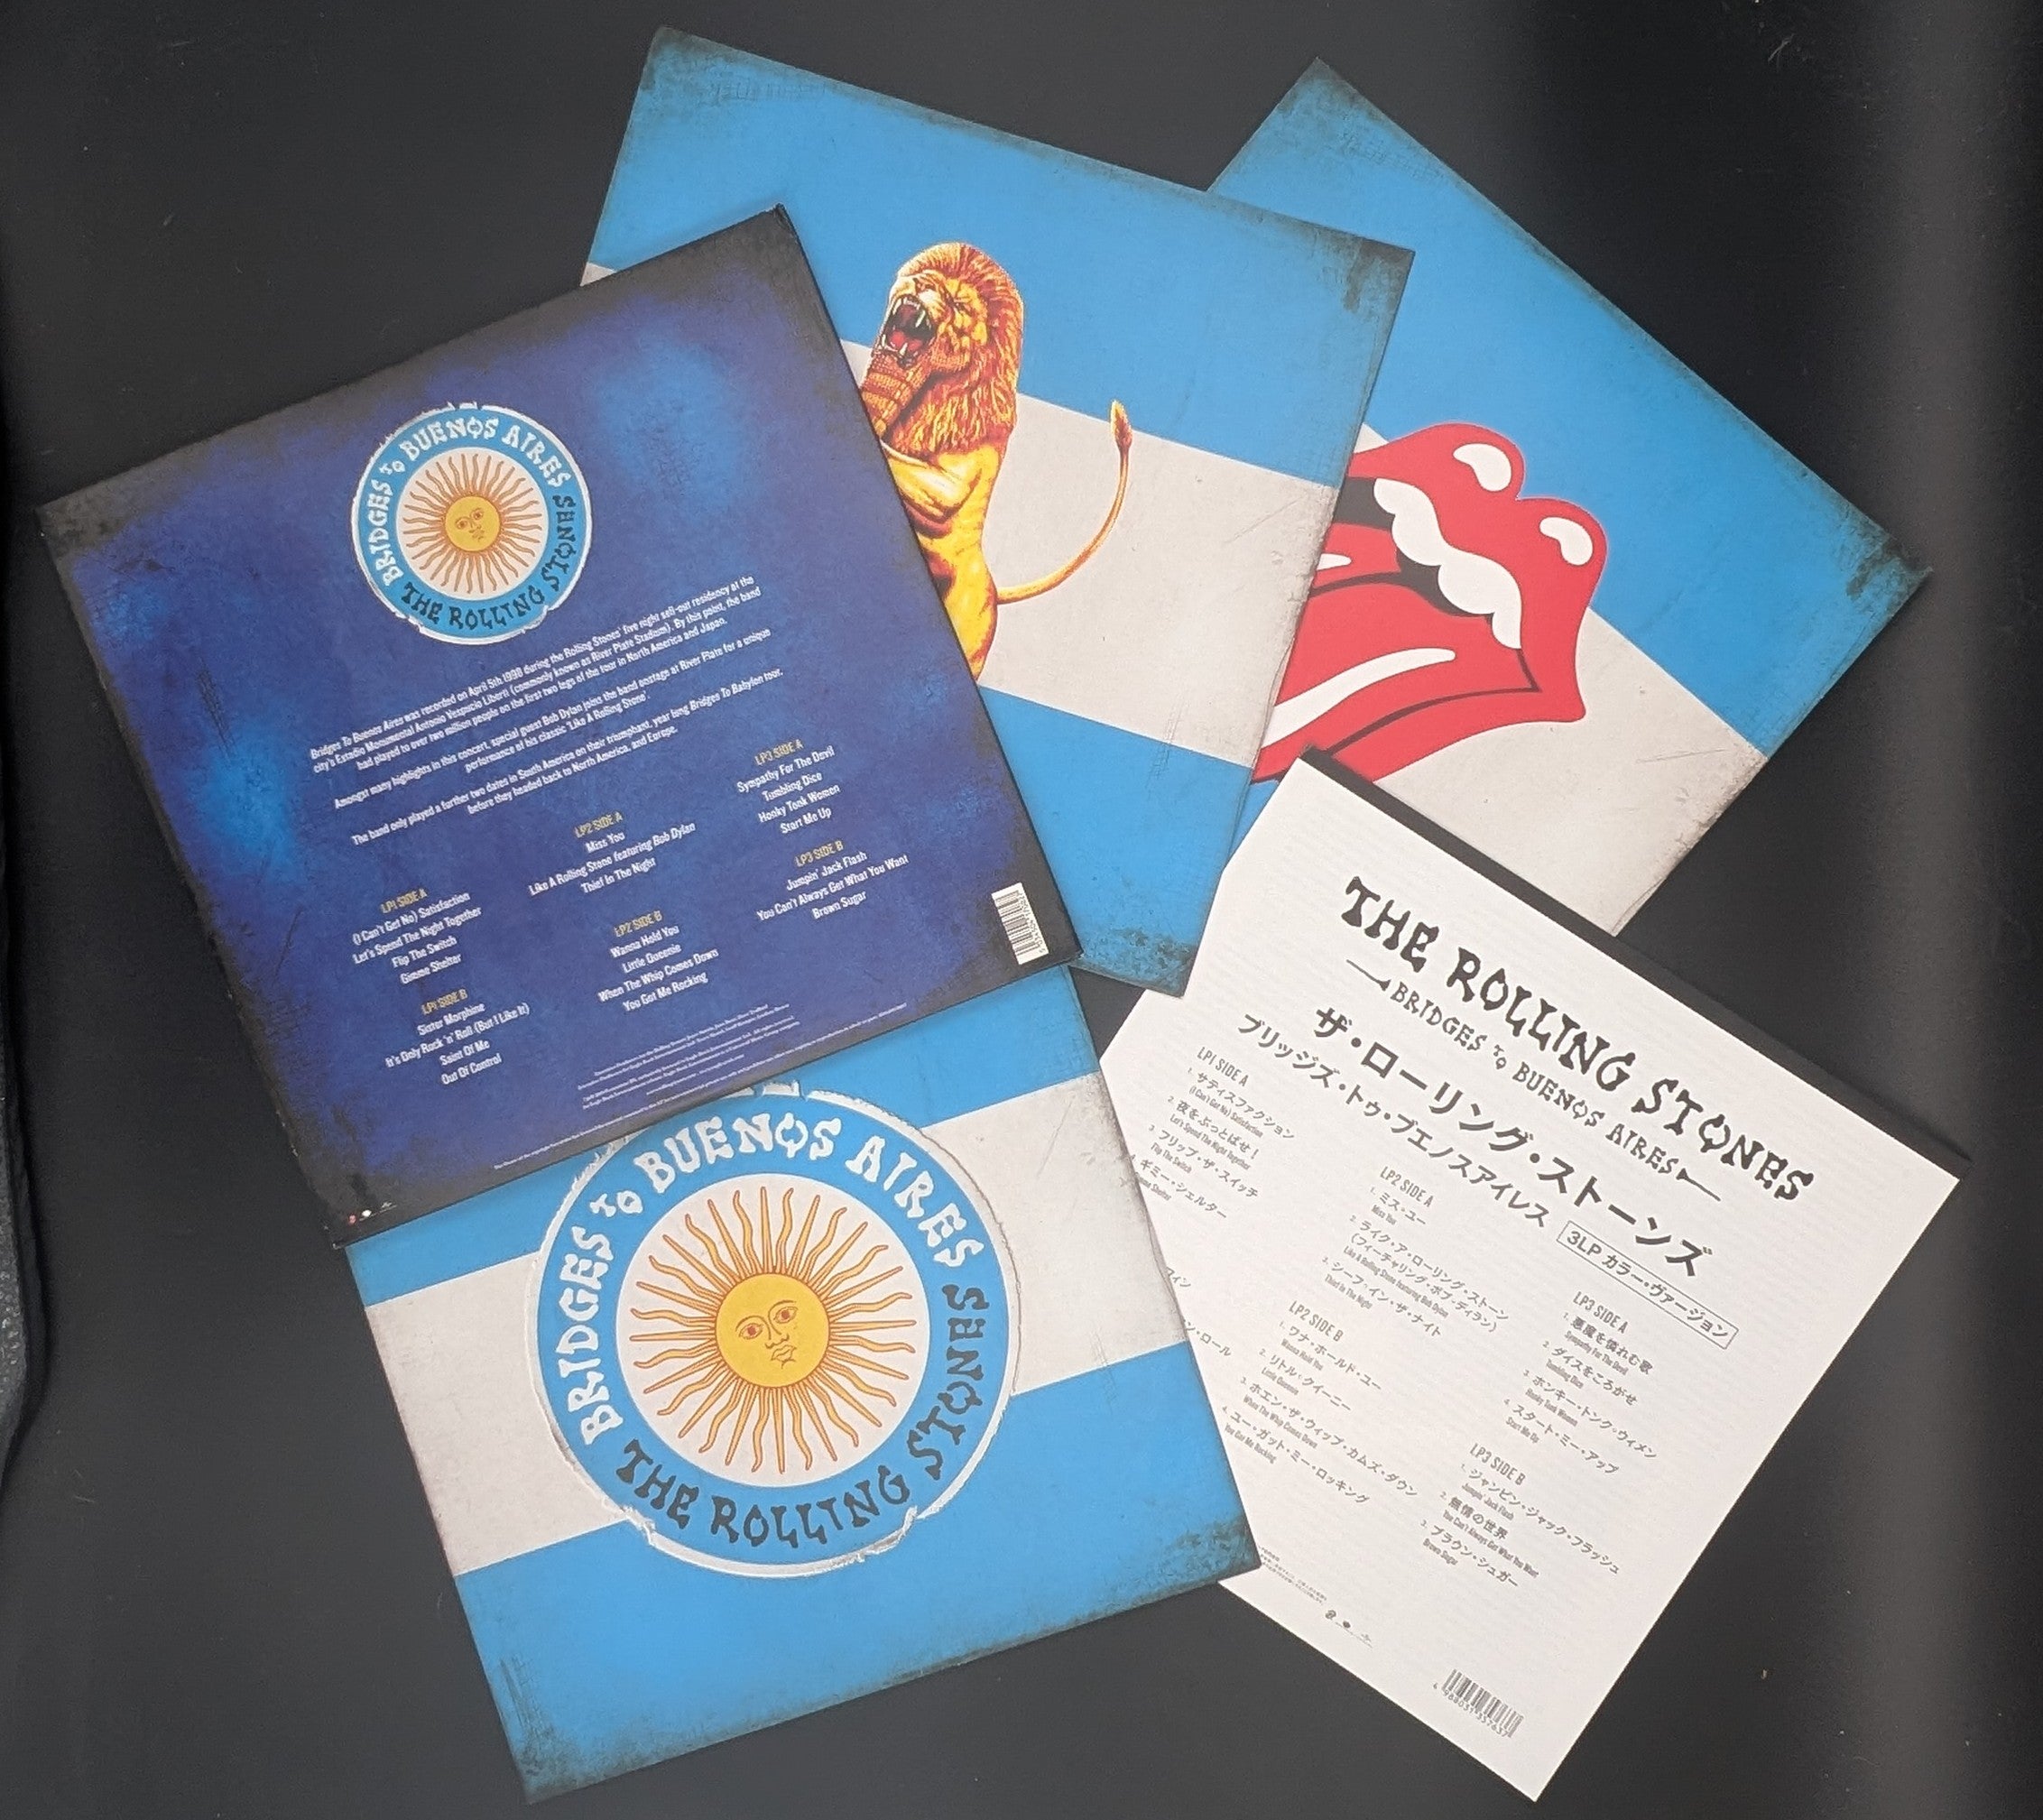 BRIDGES TO BUENOS AIRES
THE ROLLING STONES
Bridges To Buenos Aires was recorded on April 5th 1998 during the Rolling Stones' five night sell-out residency at the
city's Estadio Monumental Antonio Vespucio Liberti (commonly known as River Plate Stadium). By this point, the band
had played to over two million people on the first two legs of the tour in North America and Japan.
Amongst many highlights in this concert, special guest Bob Dylan joins the band onstage at River Plate for a unique
performance of his classic 'Like A Rolling Stone'.
The band only played a further two dates in South America on their triumphant, year long Bridges To Babylon tour,
before they headed back to North America, and Europe.
LP1 SIDE A
(I Can't Get No) Satisfaction
Let's Spend The Night Together
Flip The Switch
Gimme Shelter
LP1 SIDE B
Sister Morphine
It's Only Rock 'n' Roll (But I Like It)
Saint Of Me
Out Of Control
LP2 SIDE A
Miss You
Like A Rolling Stone featuring Bob Dylan
Thief In The Night
LP2 SIDE B
Wanna Hold You
Little Queenie
When The Whip Comes Down
You Got Me Rocking
LP3 SIDE A
Sympathy For The Devil
Tumbling Dice
Honky Tonk Women
Start Me Up
LP3 SIDE B
Jumpin' Jack Flash
You Can't Always Get What You Want
Brown Sugar
BRIDGES TO BUENOS AIRES
THE ROLLING STONES
THE ROLLING STONES
BRIDGES TO BUENOS AIRES
ザ・ローリング・ストーンズ
ブリッジズ・トゥ・ブエノスアイレス
3LP カラー・ヴァージョン
LP1 SIDE A
1. サティスファクション
(I Can't Get No) Satisfaction
2. 夜をぶっとばせ!
Let's Spend The Night Together
3. フリップ・ザ・スイッチ
Flip The Switch
ギミー・シェルター
Shelter
LP2 SIDE A
1. ミス・ユー
Miss You
2. ライク・ア・ローリング・ストーン
(フィーチャリング・ボブ・ディラン)
Like A Rolling Stone featuring Bob Dylan
3. シーフ・イン・ザ・ナイト
Thief In The Night
LP2 SIDE B
1. ワナ・ホールド・ユー
Wanna Hold You
2. リトル・クイーニー
Little Queenie
3. ホエン・ザ・ウィップ・カムズ・ダウン
When The Whip Comes Down
4. ユー・ガット・ミー・ロッキング
You Got Me Rocking
LP3 SIDE A
1. 悪魔を憐れむ歌
Sympathy For The Devil
2. ダイスをころがせ
Tumbling Dice
3. ホンキー・トンク・ウィメン
Honky Tonk Women
4. スタート・ミー・アップ
Start Me Up
LP3 SIDE B
1. ジャンピン・ジャック・フラッシュ
Jumpin' Jack Flash
2. 無情の世界
You Can't Always Get What You Want
3. ブラウン・シュガー
Brown Sugar
4 988031 357637